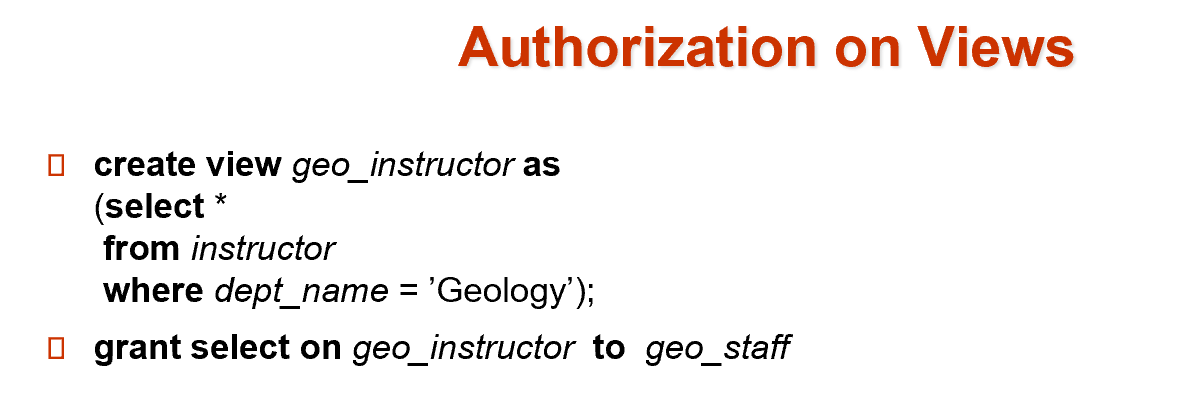 Authorization on Views
create view geo_instructor as
(select *
from instructor
where dept_name = ’Geology’);
grant select on geo_instructor to geo_staff